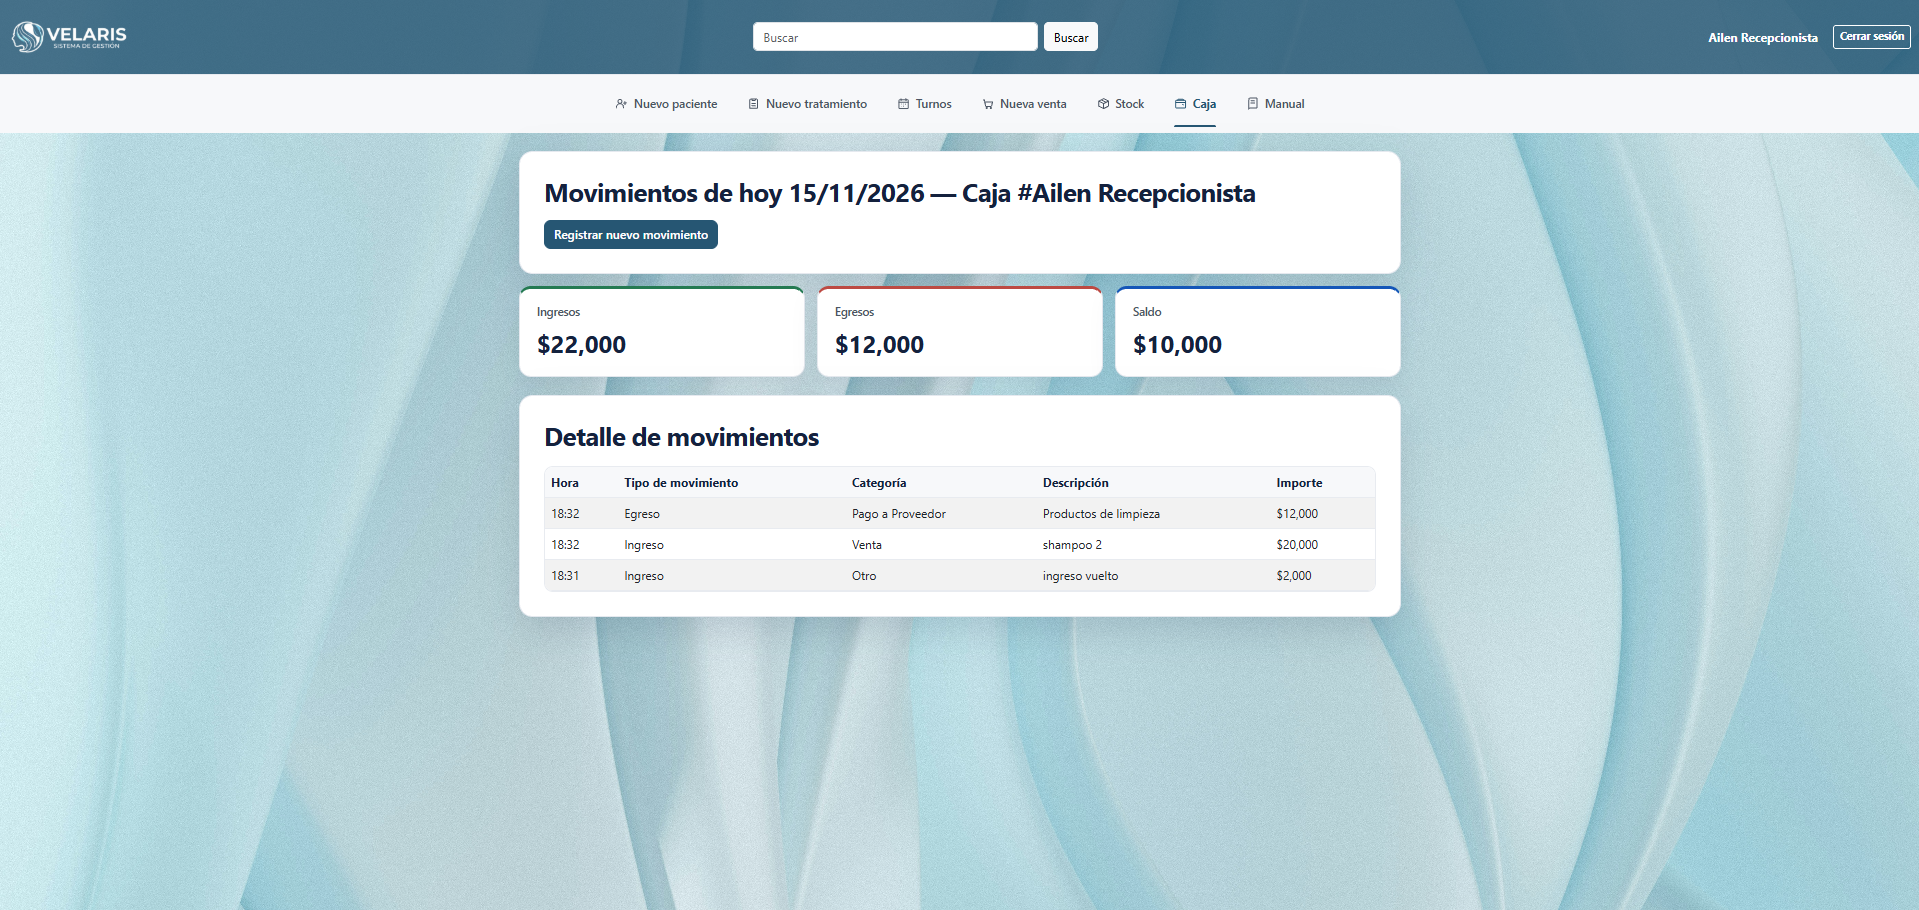 VELARIS
SISTEMA DE GESTIÓN
Buscar
Buscar
Ailen Recepcionista
Cerrar sesión
Nuevo paciente
Nuevo tratamiento
Turnos
Nueva venta
Stock
Caja
Manual
Movimientos de hoy 15/11/2026 — Caja #Ailen Recepcionista
Registrar nuevo movimiento
Ingresos
$22,000
Egresos
$12,000
Saldo
$10,000
Detalle de movimientos
Hora Tipo de movimiento Categoría Descripción Importe
18:32 Egreso Pago a Proveedor Productos de limpieza $12,000
18:32 Ingreso Venta shampoo 2 $20,000
18:31 Ingreso Otro ingreso vuelto $2,000